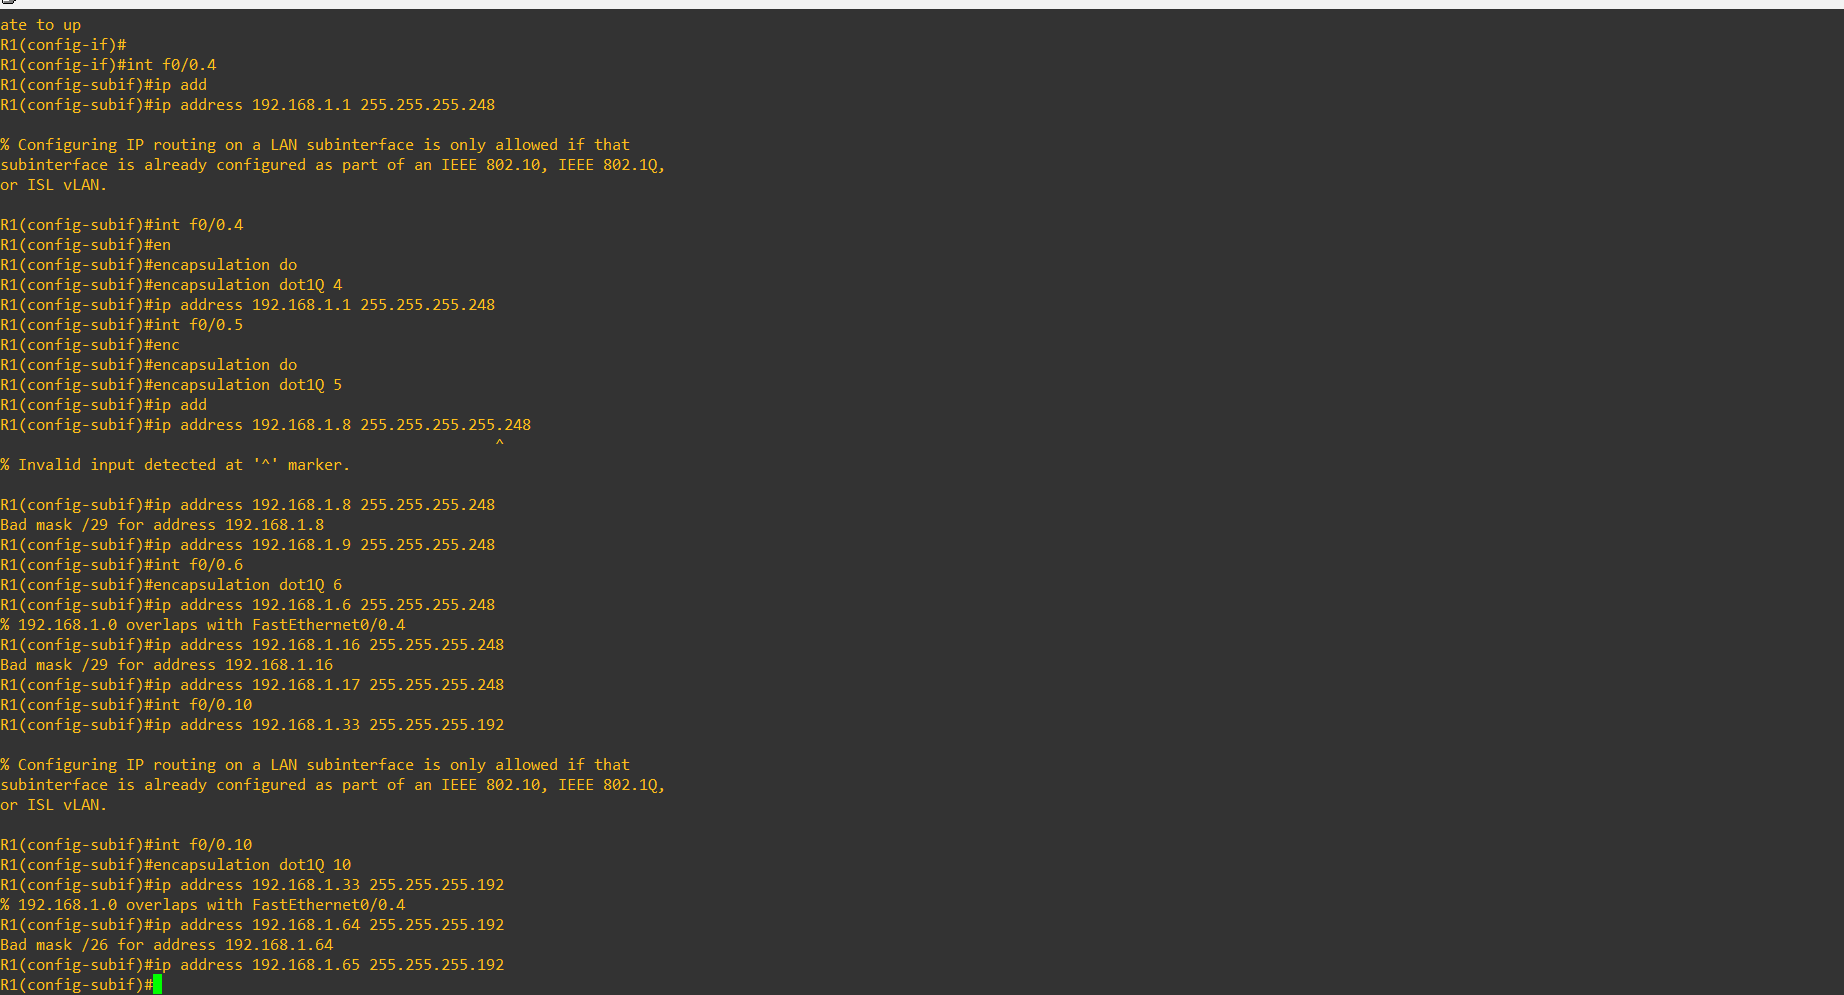 ate to up
R1(config-if)#
R1(config-if)#int f0/0.4
R1(config-subif)#ip add
R1(config-subif)#ip address 192.168.1.1 255.255.255.248
% Configuring IP routing on a LAN subinterface is only allowed if that
subinterface is already configured as part of an IEEE 802.10, IEEE 802.1Q,
or ISL vLAN.
R1(config-subif)#int f0/0.4
R1(config-subif)#en
R1(config-subif)#encapsulation do
R1(config-subif)#encapsulation dot1Q 4
R1(config-subif)#ip address 192.168.1.1 255.255.255.248
R1(config-subif)#int f0/0.5
R1(config-subif)#enc
R1(config-subif)#encapsulation do
R1(config-subif)#encapsulation dot1Q 5
R1(config-subif)#ip add
R1(config-subif)#ip address 192.168.1.8 255.255.255.255.248
^
% Invalid input detected at '^' marker.
R1(config-subif)#ip address 192.168.1.8 255.255.255.248
Bad mask /29 for address 192.168.1.8
R1(config-subif)#ip address 192.168.1.9 255.255.255.248
R1(config-subif)#int f0/0.6
R1(config-subif)#encapsulation dot1Q 6
R1(config-subif)#ip address 192.168.1.6 255.255.255.248
% 192.168.1.0 overlaps with FastEthernet0/0.4
R1(config-subif)#ip address 192.168.1.16 255.255.255.248
Bad mask /29 for address 192.168.1.16
R1(config-subif)#ip address 192.168.1.17 255.255.255.248
R1(config-subif)#int f0/0.10
R1(config-subif)#ip address 192.168.1.33 255.255.255.192
% Configuring IP routing on a LAN subinterface is only allowed if that
subinterface is already configured as part of an IEEE 802.10, IEEE 802.1Q,
or ISL vLAN.
R1(config-subif)#int f0/0.10
R1(config-subif)#encapsulation dot1Q 10
R1(config-subif)#ip address 192.168.1.33 255.255.255.192
% 192.168.1.0 overlaps with FastEthernet0/0.4
R1(config-subif)#ip address 192.168.1.64 255.255.255.192
Bad mask /26 for address 192.168.1.64
R1(config-subif)#ip address 192.168.1.65 255.255.255.192
R1(config-subif)#